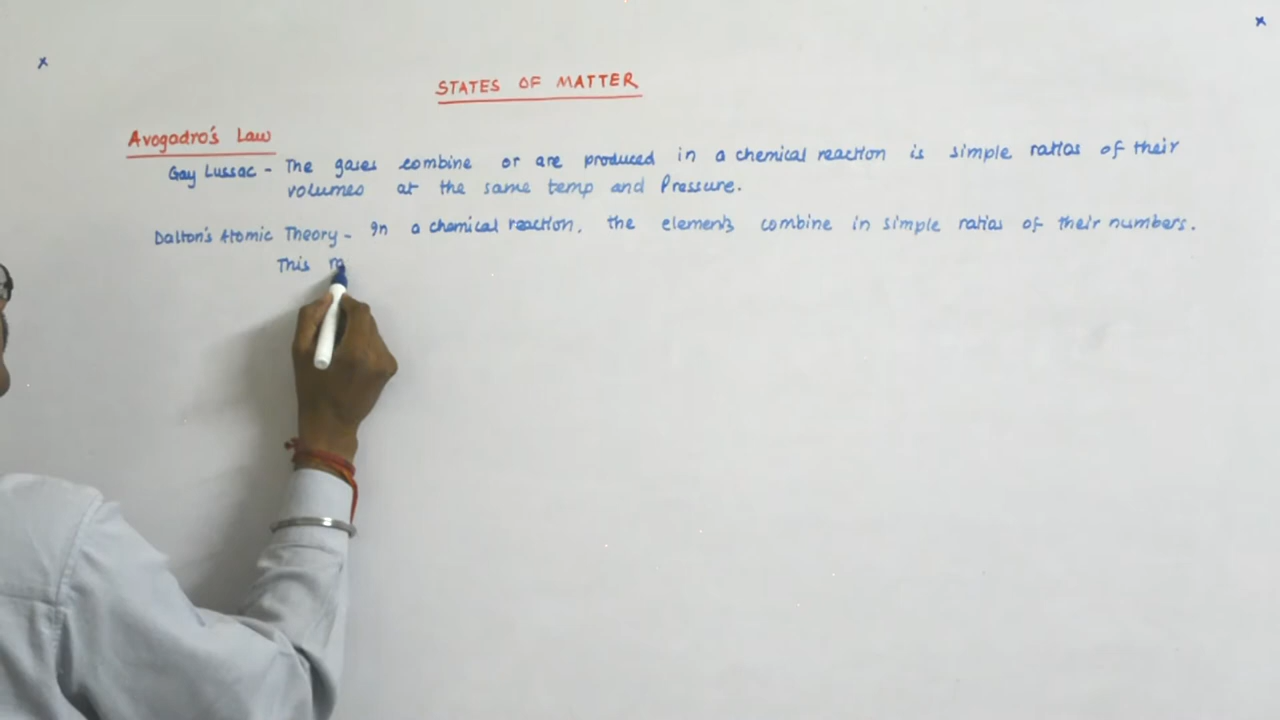 STATES OF MATTER
Avogadro's Law
Gay Lussac - The gases combine or are produced in a chemical reaction is simple ratios of their
volumes at the same temp and Pressure.
Dalton's Atomic Theory - In a chemical reaction, the elements combine in simple ratios of their numbers.
This ra